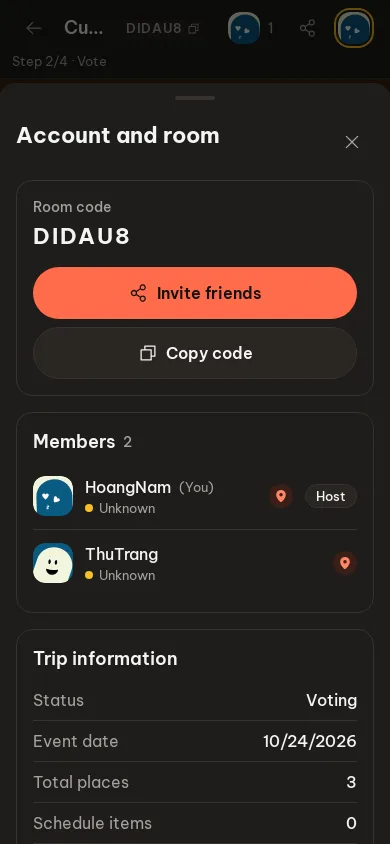 Cu... DIDAU8 1
Step 2/4 · Vote
Account and room
Room code
DIDAU8
Invite friends
Copy code
Members 2
HoangNam (You)
Host
Unknown
ThuTrang
Unknown
Trip information
Status Voting
Event date 10/24/2026
Total places 3
Schedule items 0